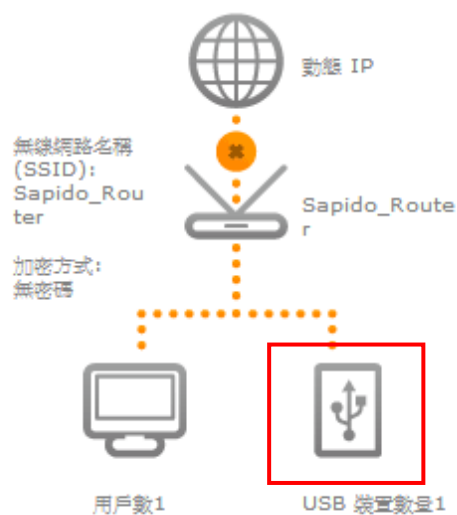 動態 IP
無線網路名稱
(SSID):
Sapido_Rou
ter
Sapido_Route
r
加密方式:
無密碼
用戶數1
USB 裝置數量1